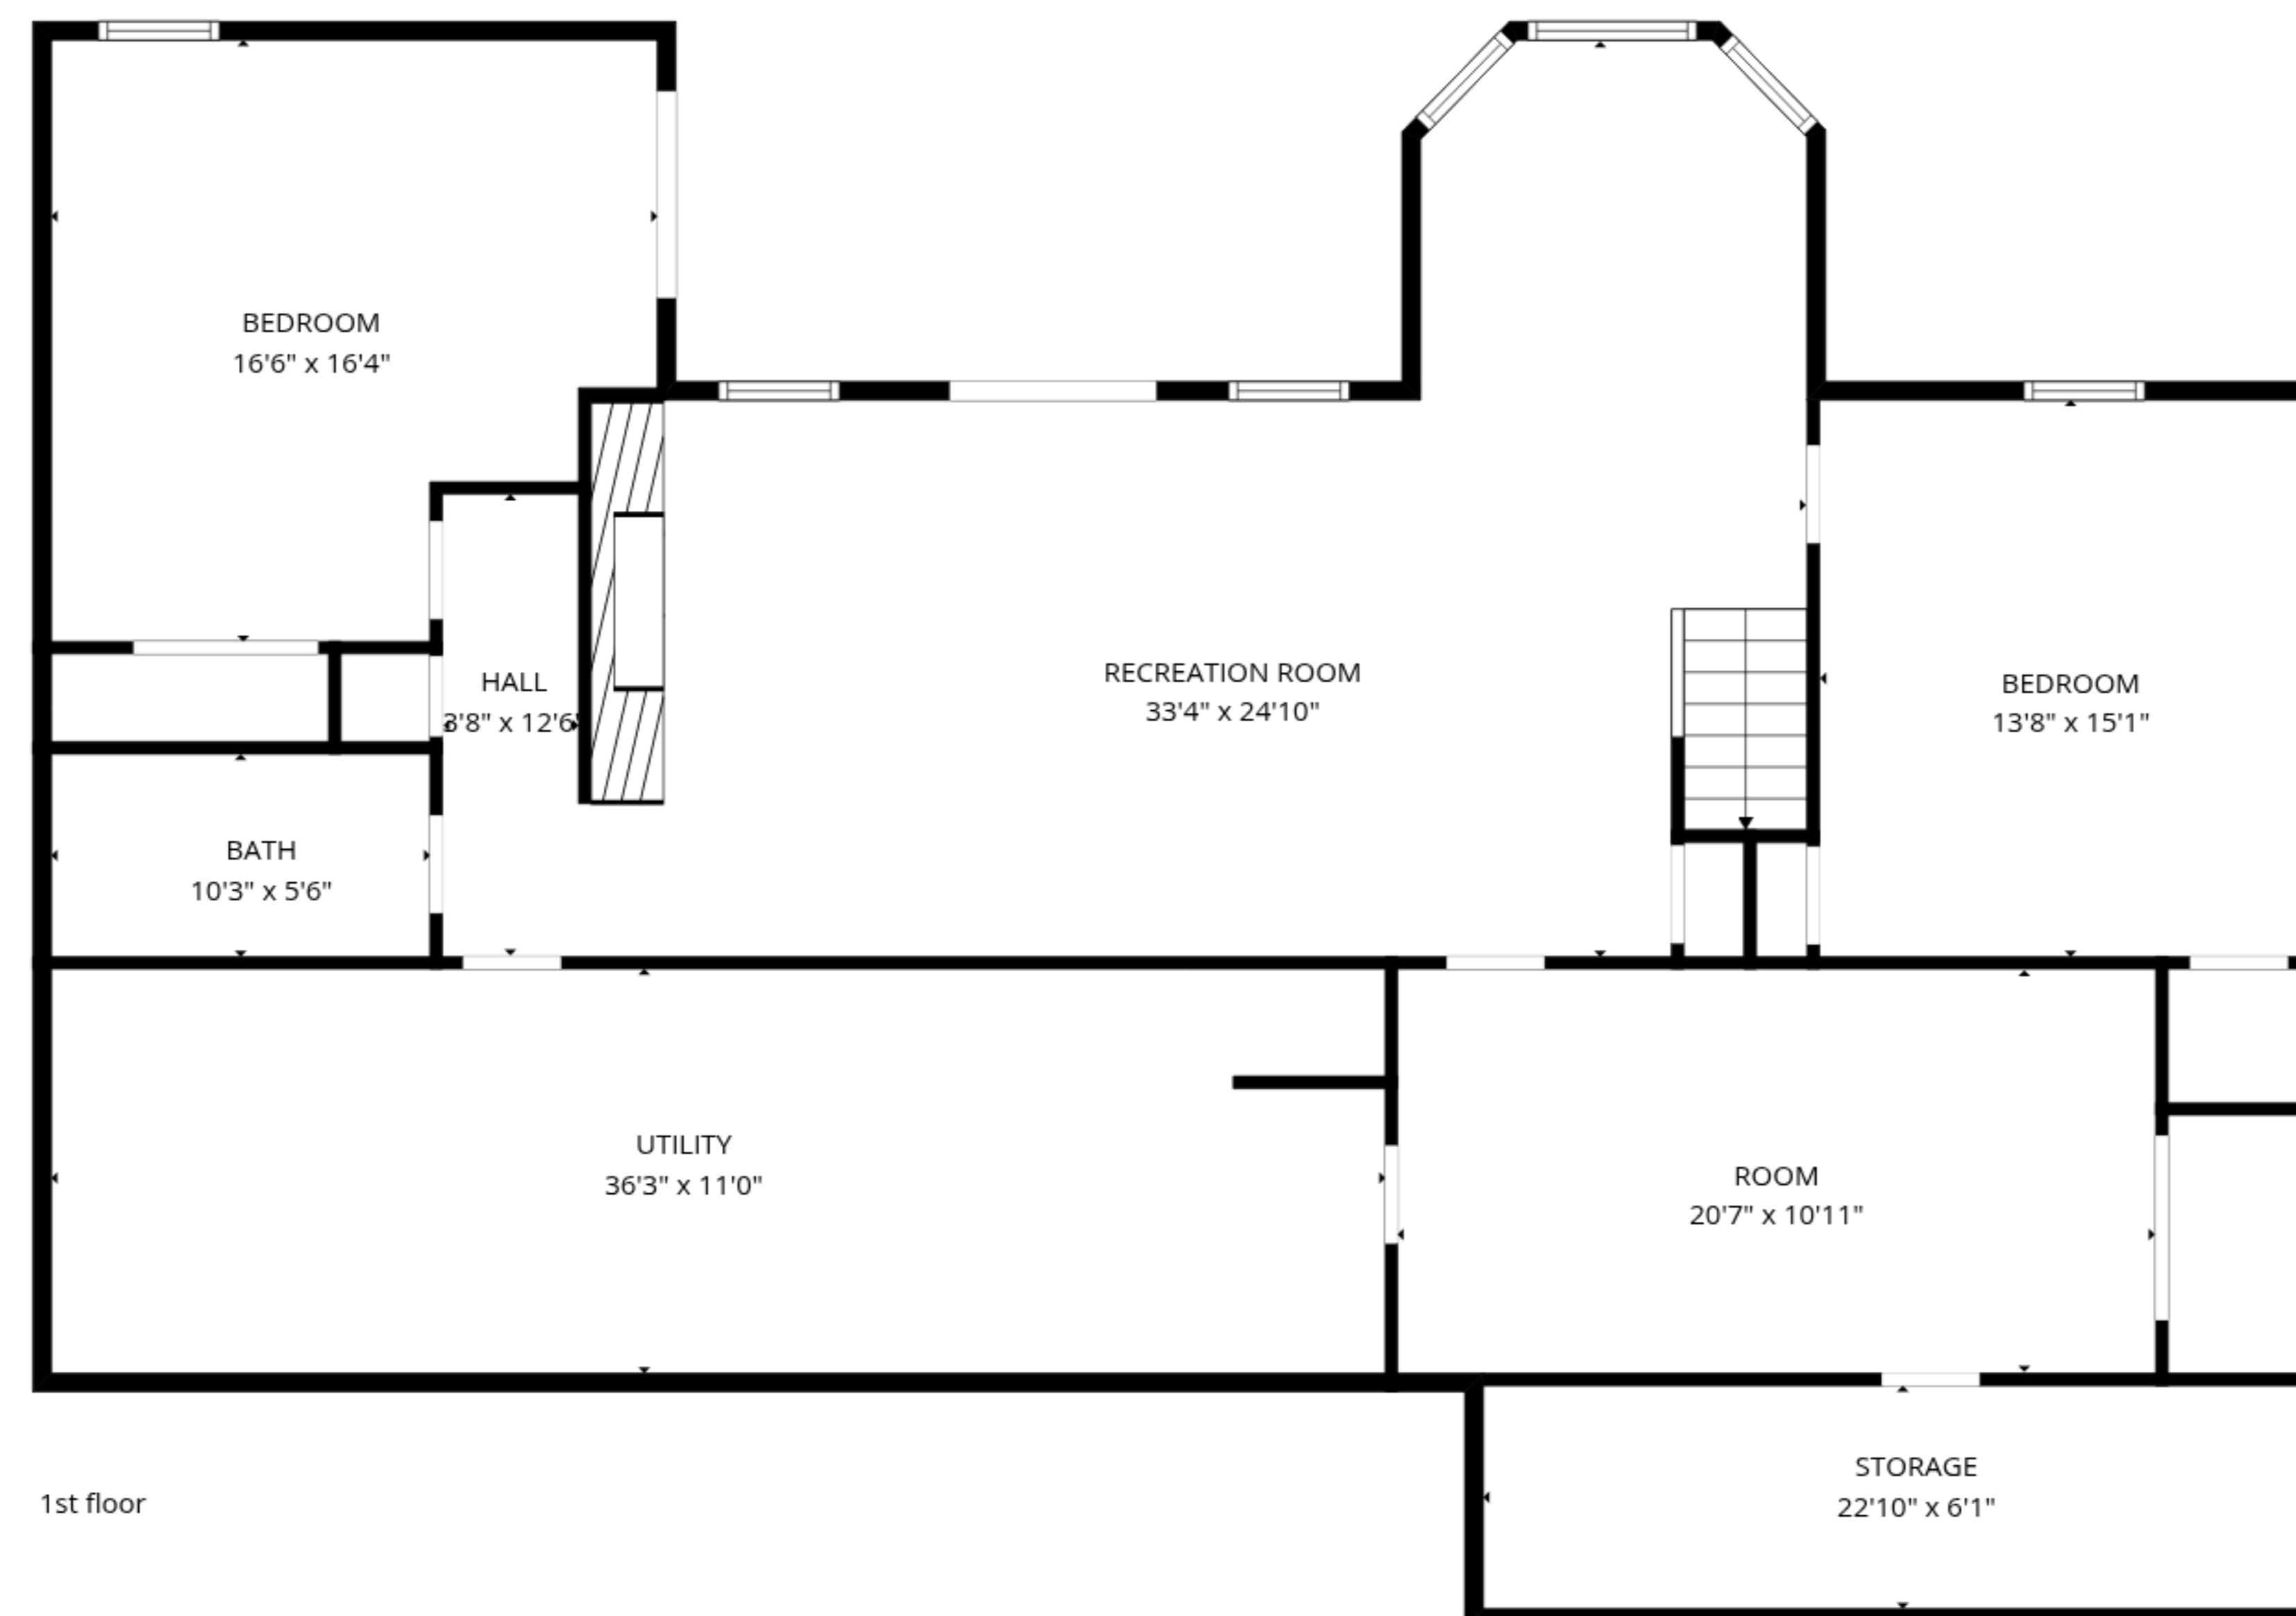 BEDROOM
16'6" x 16'4"
HALL
3'8" x 12'6"
RECREATION ROOM
33'4" x 24'10"
BEDROOM
13'8" x 15'1"
BATH
10'3" x 5'6"
UTILITY
36'3" x 11'0"
ROOM
20'7" x 10'11"
STORAGE
22'10" x 6'1"
1st floor